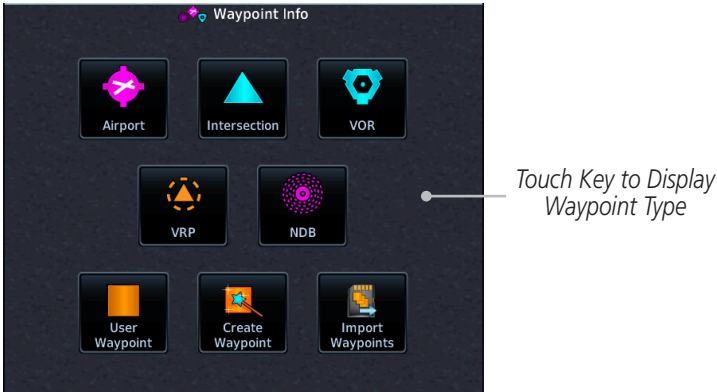 Waypoint Info
Airport
Intersection
VOR
Touch Key to Display
Waypoint Type
VRP
NDB
User
Waypoint
Create
Waypoint
Import
Waypoints